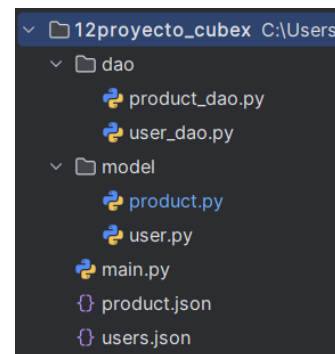 12proyecto_cubex C:\Users
dao
product_dao.py
user_dao.py
model
product.py
user.py
main.py
product.json
users.json